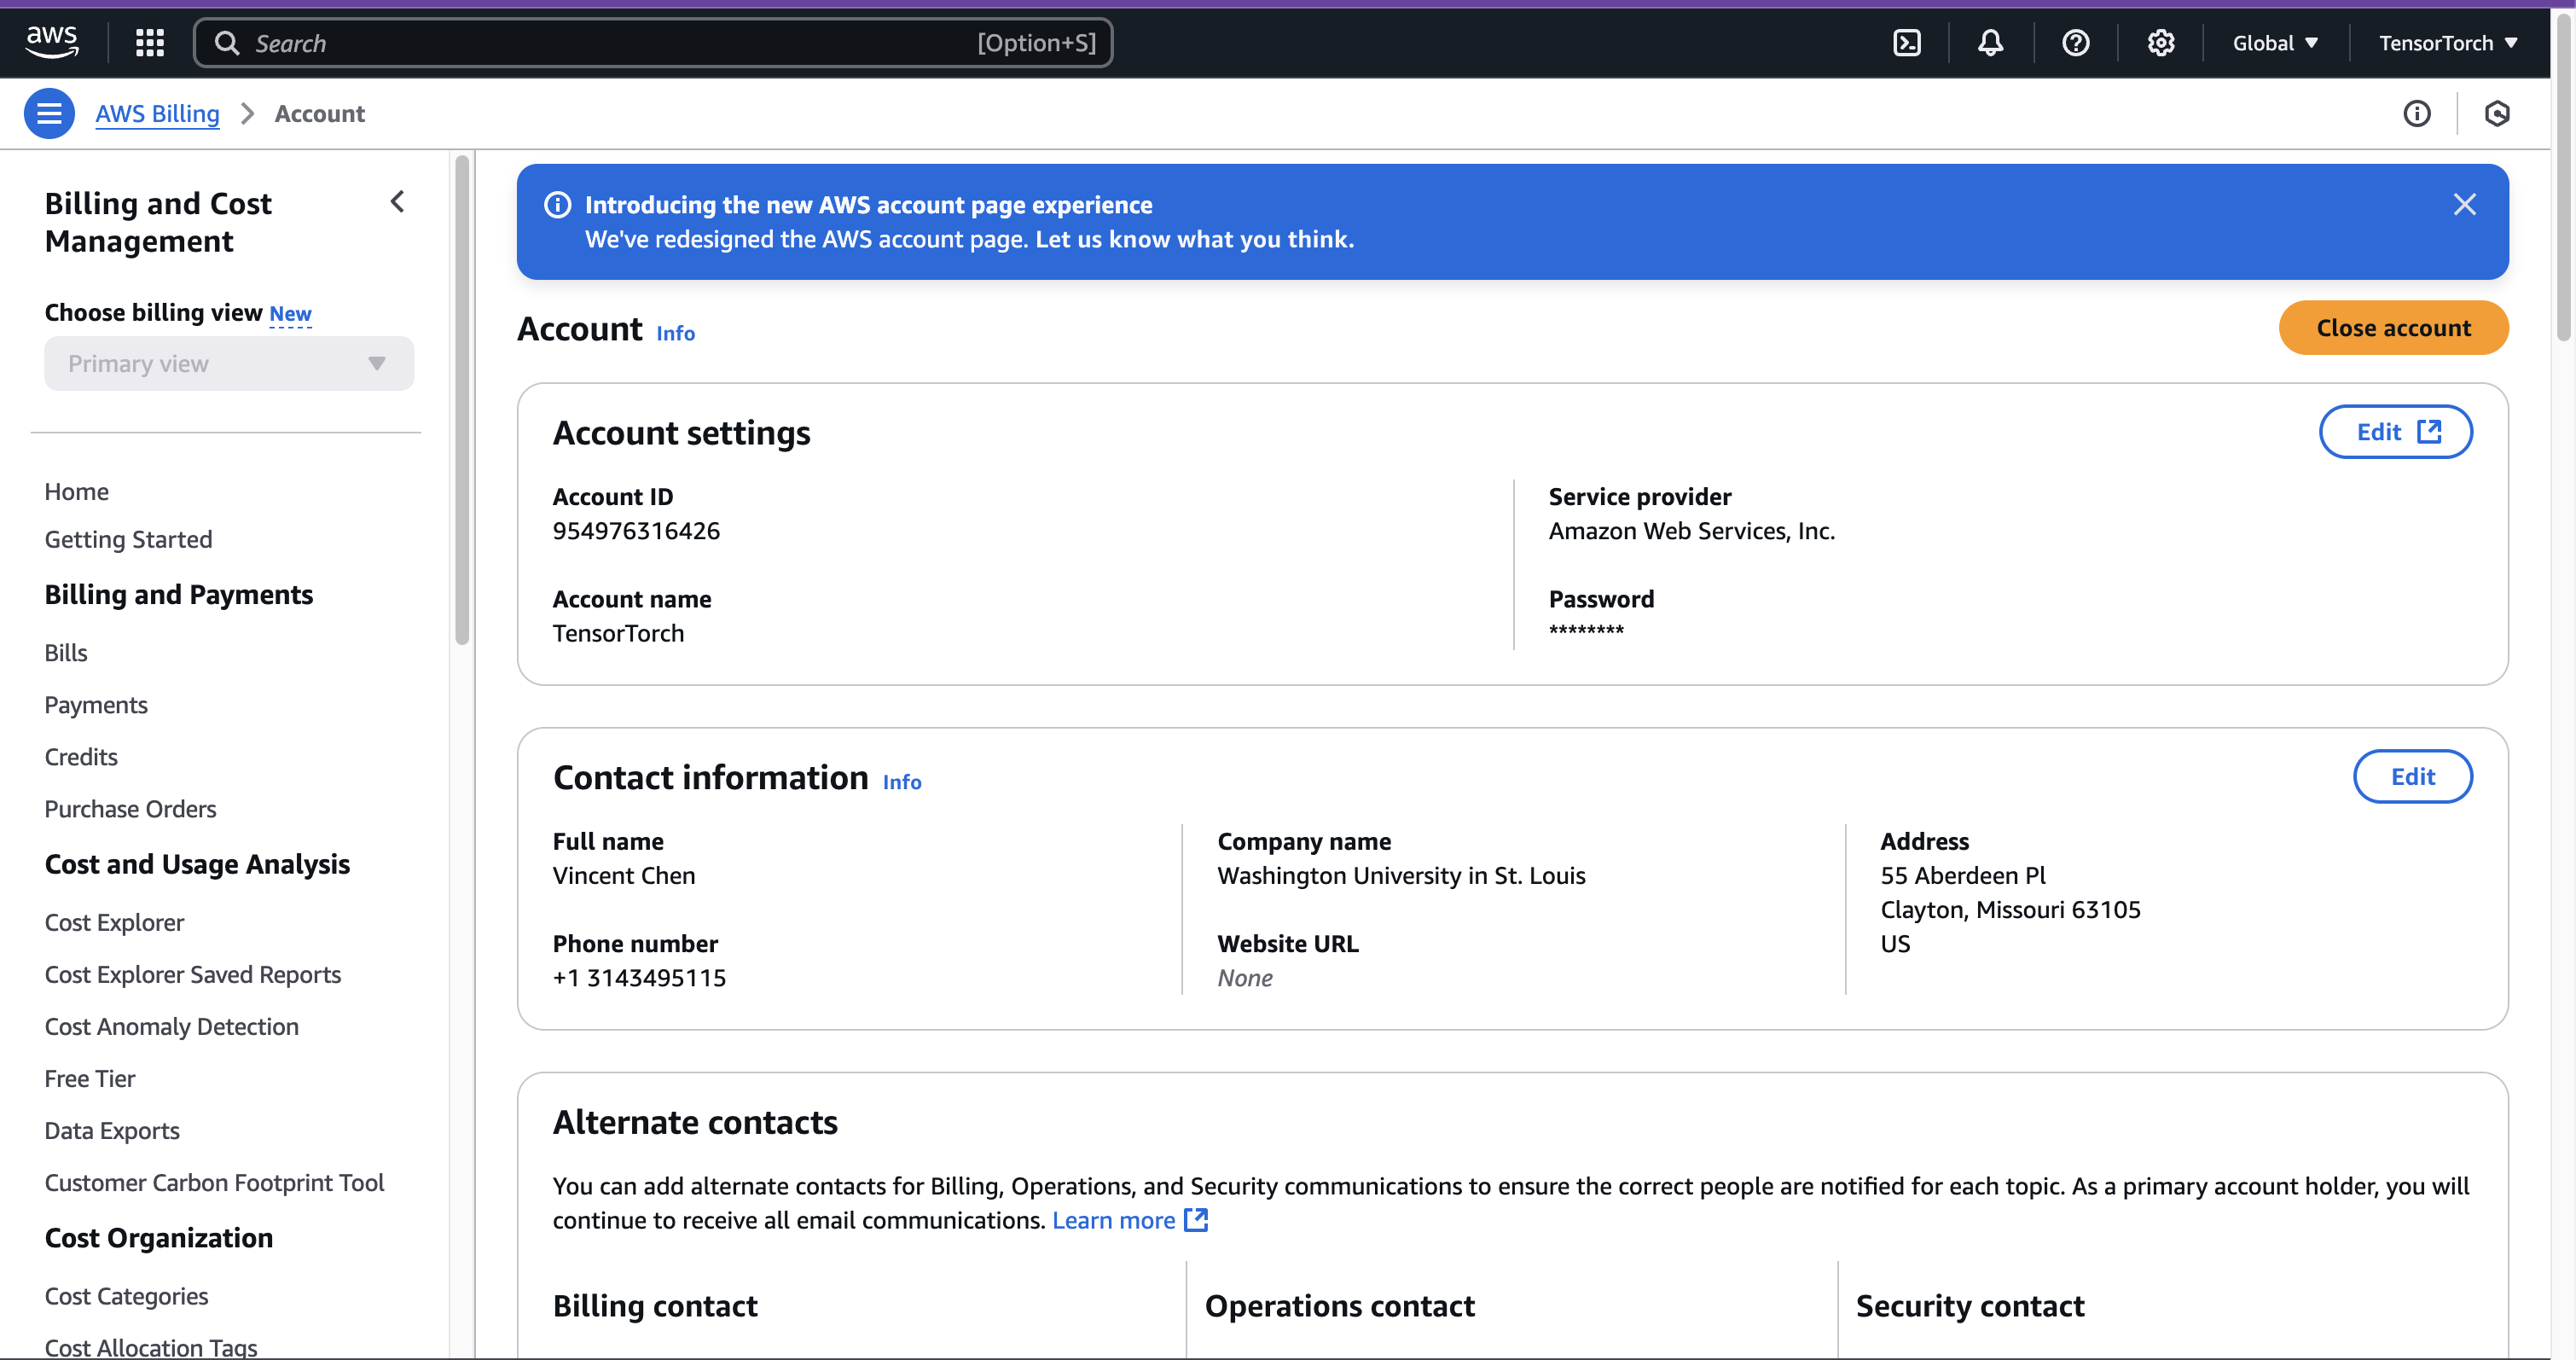 aws
Search [Option+S]
Global
TensorTorch
AWS Billing
Account
Billing and Cost
Management
Choose billing view New
Primary view
Home
Getting Started
Billing and Payments
Bills
Payments
Credits
Purchase Orders
Cost and Usage Analysis
Cost Explorer
Cost Explorer Saved Reports
Cost Anomaly Detection
Free Tier
Data Exports
Customer Carbon Footprint Tool
Cost Organization
Cost Categories
Cost Allocation Tags
Introducing the new AWS account page experience
We've redesigned the AWS account page. Let us know what you think.
Account Info
Close account
Account settings
Edit
Account ID
954976316426
Service provider
Amazon Web Services, Inc.
Account name
TensorTorch
Password
********
Contact information Info
Edit
Full name
Vincent Chen
Company name
Washington University in St. Louis
Address
55 Aberdeen Pl
Clayton, Missouri 63105
US
Phone number
+1 3143495115
Website URL
None
Alternate contacts
You can add alternate contacts for Billing, Operations, and Security communications to ensure the correct people are notified for each topic. As a primary account holder, you will
continue to receive all email communications. Learn more
Billing contact
Operations contact
Security contact